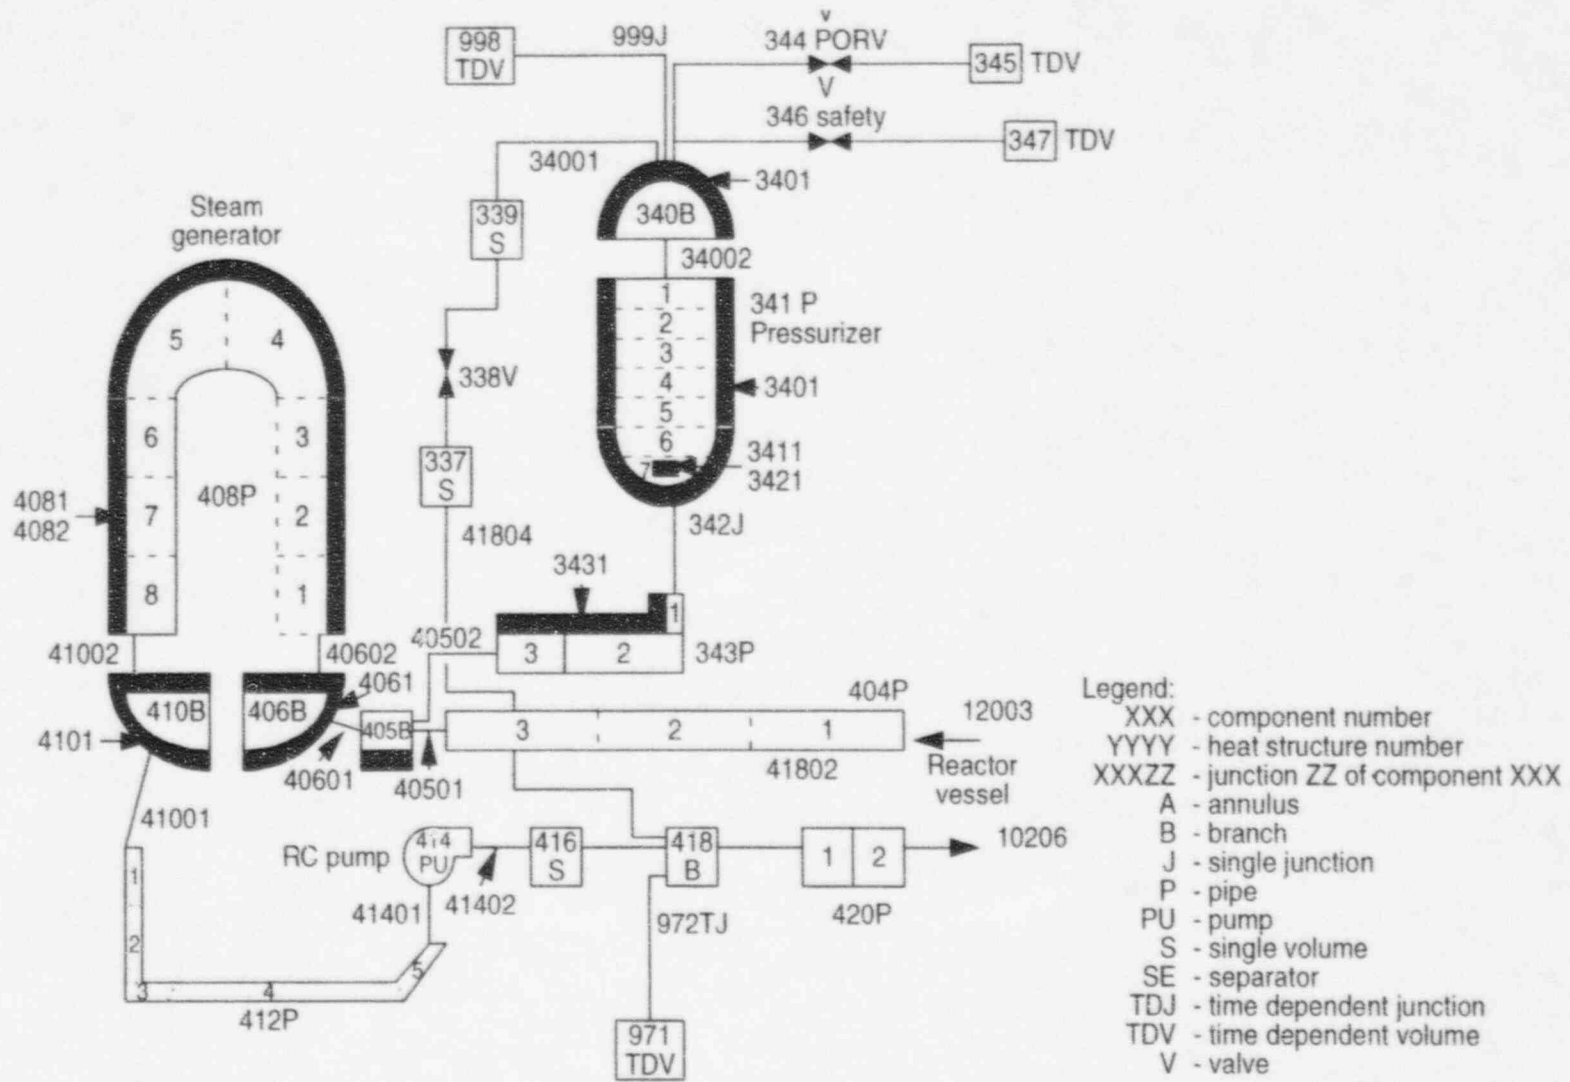 v
998
TDV
999J
344 PORV
345 TDV
V
346 safety
347 TDV
34001
3401
339
S
340B
34002
Steam
generator
341 P
Pressurizer
1
2
3
4
5
6
7
3401
3411
3421
338V
337
S
342J
41804
5 4
6 3
408P
7 2
8 1
4081
4082
3431
1
3 2
343P
40502
41002
40602
4061
410B
406B
405B
4101
40601
40501
404P
3 2 1
12003
41802
Reactor
vessel
41001
RC pump
414
PU
416
S
418
B
1 2
10206
41401
41402
972TJ
420P
1
2
3
4
5
412P
971
TDV
Legend:
XXX - component number
YYYY - heat structure number
XXXZZ - junction ZZ of component XXX
A - annulus
B - branch
J - single junction
P - pipe
PU - pump
S - single volume
SE - separator
TDJ - time dependent junction
TDV - time dependent volume
V - valve